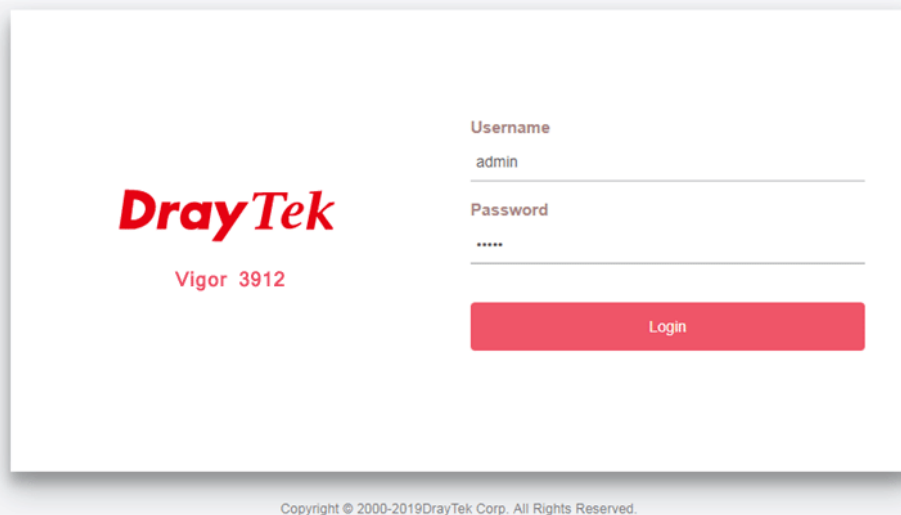 DrayTek
Vigor 3912
Username
admin
Password
•••••
Login
Copyright © 2000-2019DrayTek Corp. All Rights Reserved.